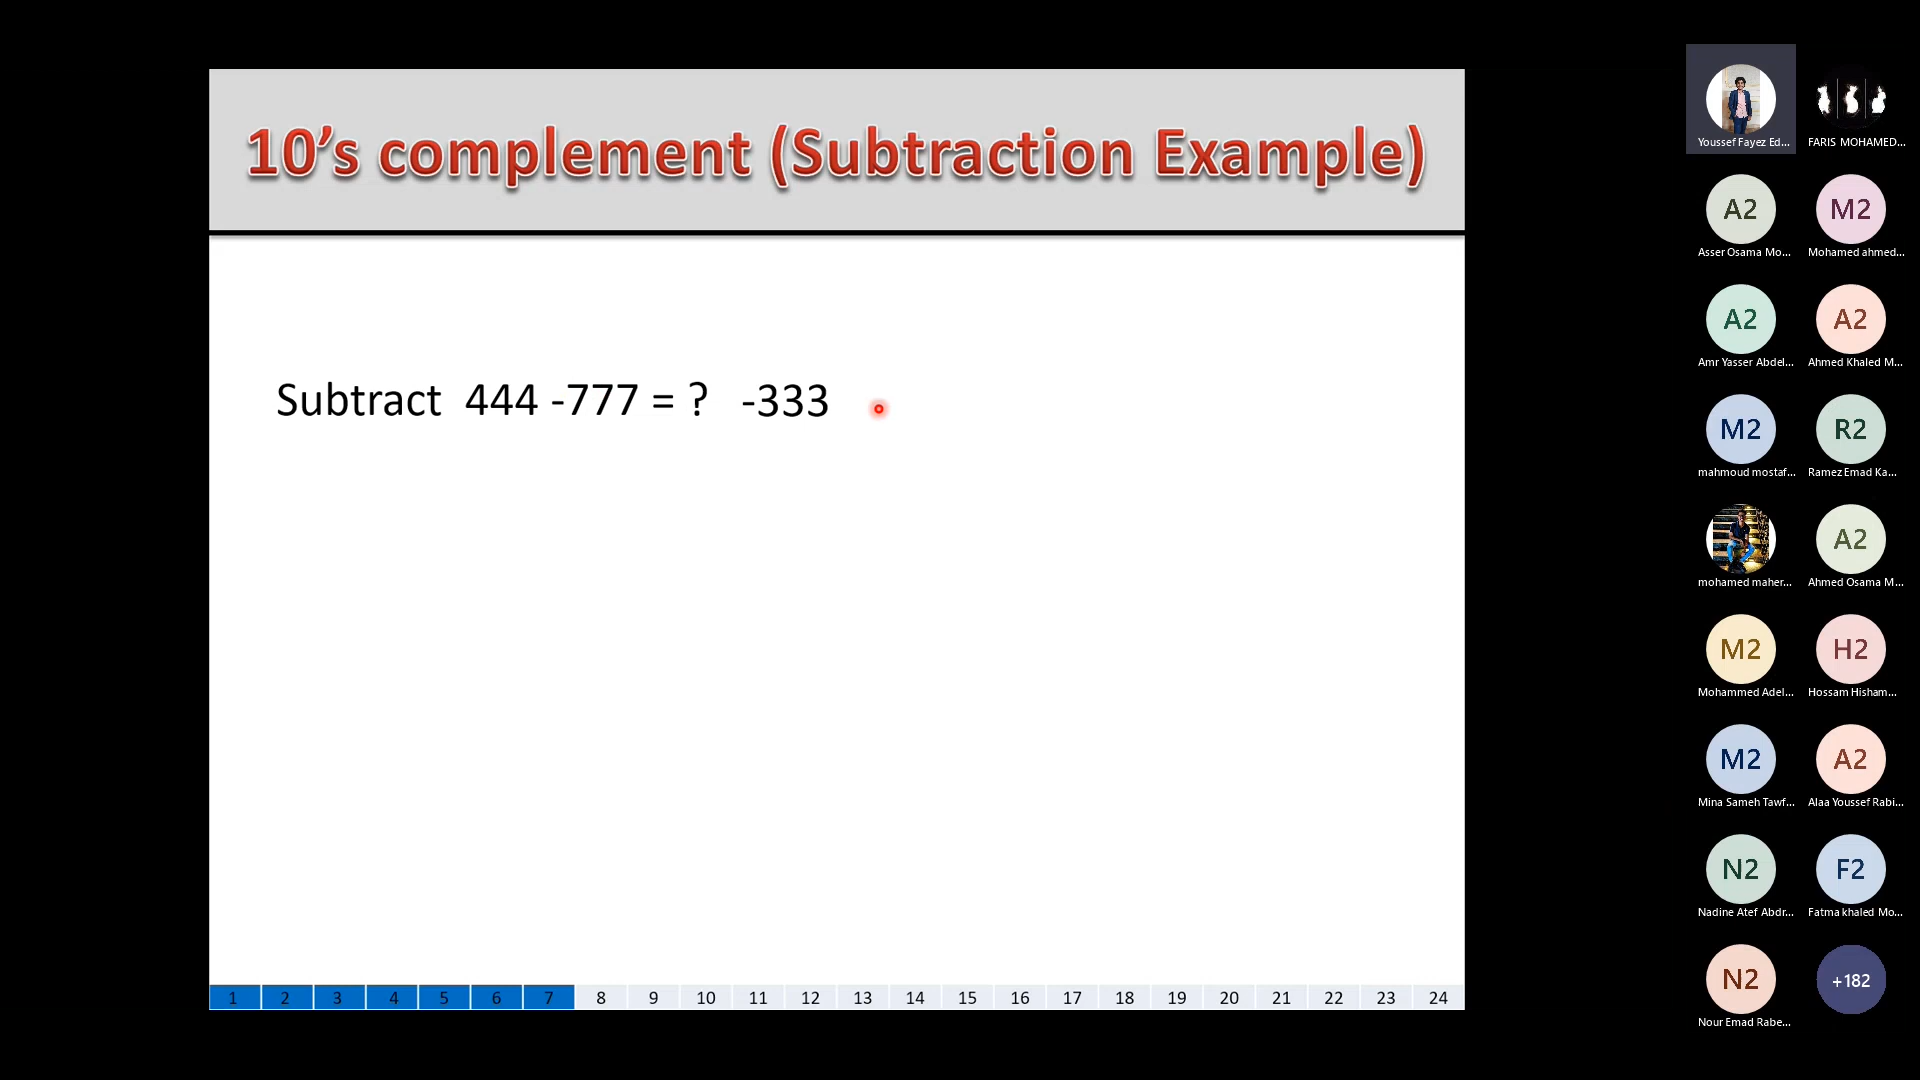 10’s complement (Subtraction Example)
Subtract 444 -777 = ? -333
1 2 3 4 5 6 7 8 9 10 11 12 13 14 15 16 17 18 19 20 21 22 23 24
Youssef Fayez Ed... FARIS MOHAMED...
A2 M2
Asser Osama Mo... Mohamed ahmed...
A2 A2
Amr Yasser Abdel... Ahmed Khaled M...
M2 R2
mahmoud mostaf... Ramez Emad Ka...
A2
mohamed maher... Ahmed Osama M...
M2 H2
Mohammed Adel... Hossam Hisham...
M2 A2
Mina Sameh Tawf... Alaa Youssef Rabi...
N2 F2
Nadine Atef Abdr... Fatma khaled Mo...
N2 +182
Nour Emad Rabe...